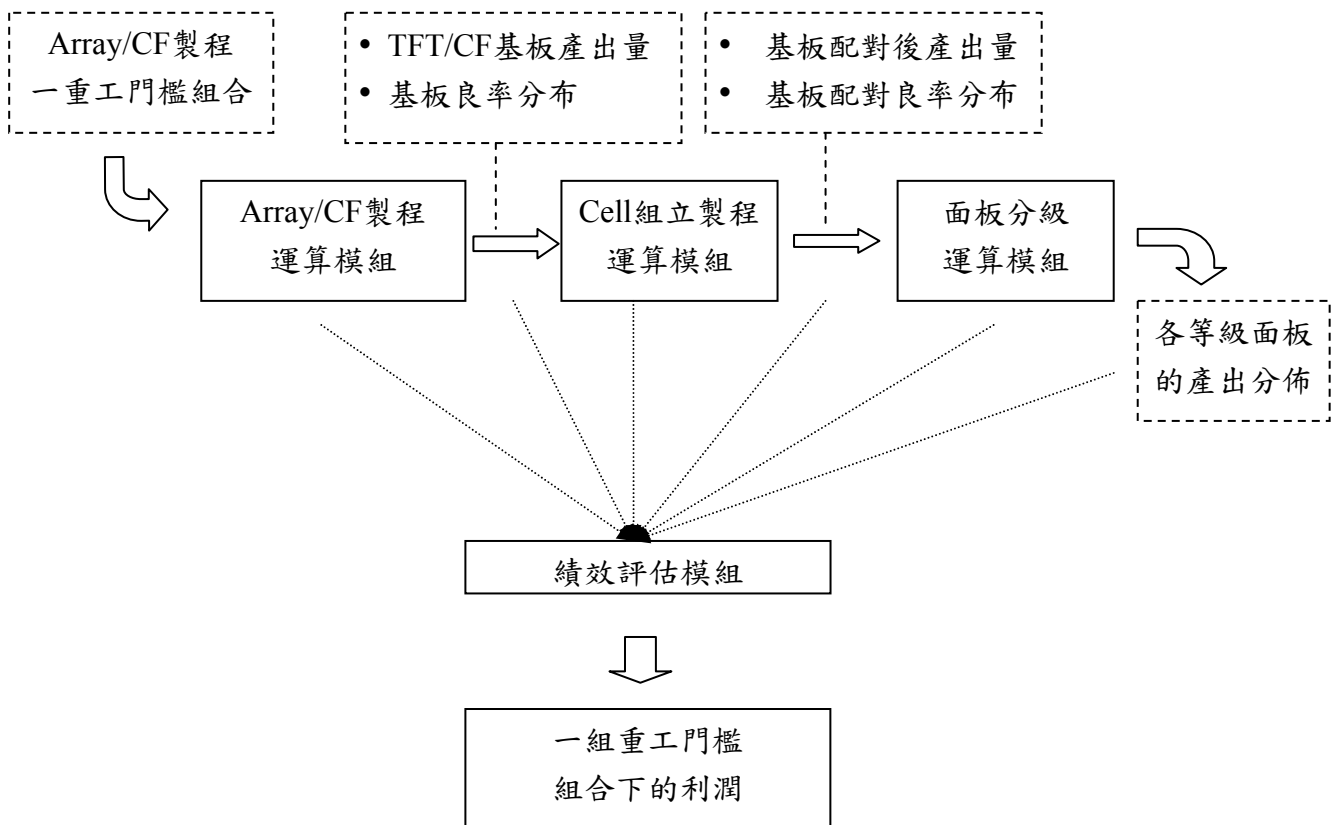 Array/CF製程
一重工門檻組合
• TFT/CF基板產出量
• 基板良率分布
• 基板配對後產出量
• 基板配對良率分布
Array/CF製程
運算模組
Cell組立製程
運算模組
面板分級
運算模組
各等級面板
的產出分佈
績效評估模組
一組重工門檻
組合下的利潤